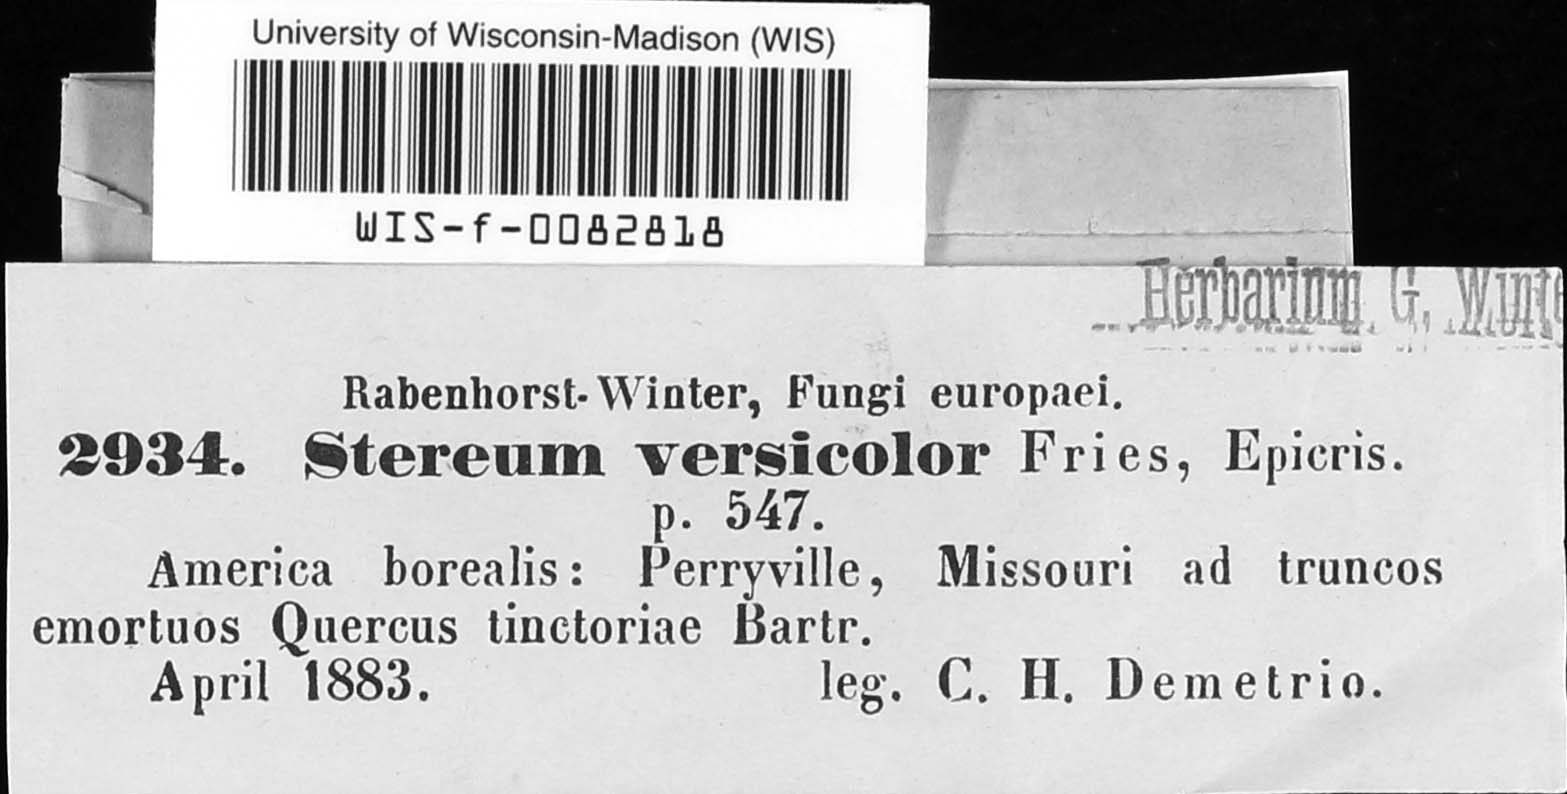 University of Wisconsin-Madison (WIS)
WIS-f-0082818
Herbarium G. Winte
Rabenhorst-Winter, Fungi europaei.
2934. Stereum versicolor Fries, Epicris.
p. 547.
America borealis: Perryville, Missouri ad truncos
emortuos Quercus tinctoriae Bartr.
April 1883. leg. C. H. Demetrio.